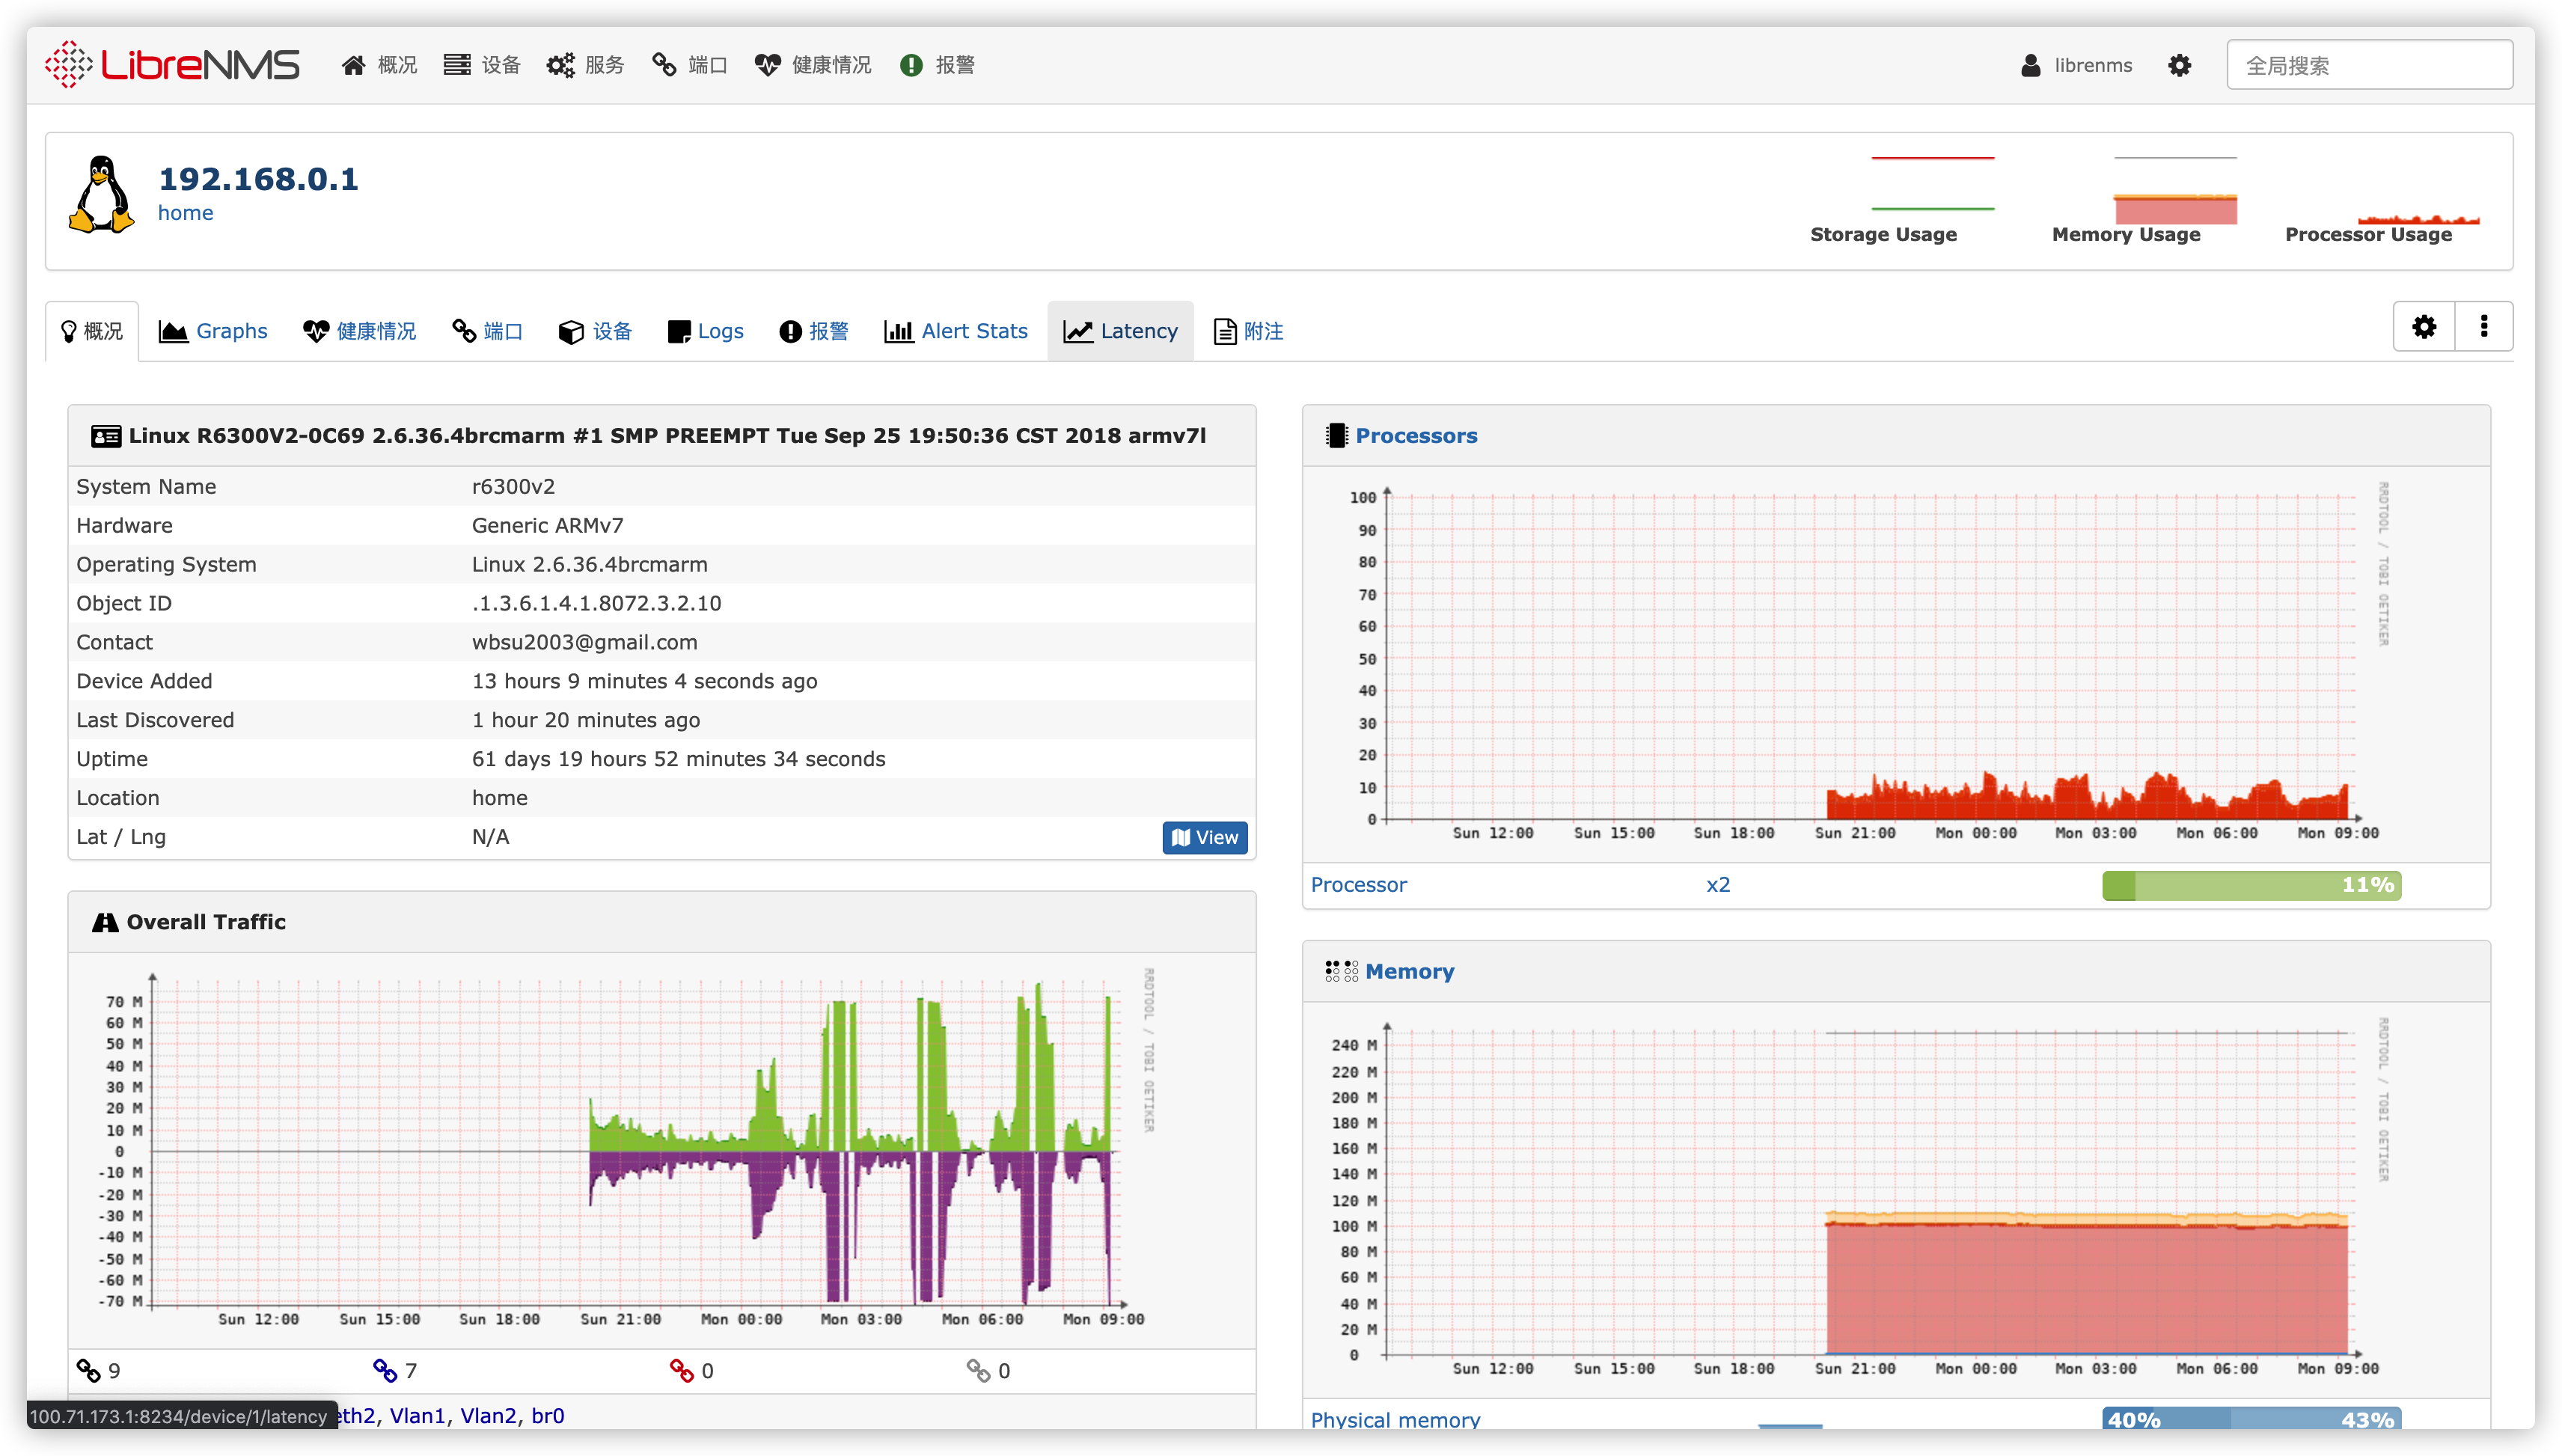 LibreNMS 概况 设备 服务 端口 健康情况 报警 librenms 全局搜索
192.168.0.1
home
Storage Usage Memory Usage Processor Usage
概况 Graphs 健康情况 端口 设备 Logs 报警 Alert Stats Latency 附注
Linux R6300V2-0C69 2.6.36.4brcmarm #1 SMP PREEMPT Tue Sep 25 19:50:36 CST 2018 armv7l
System Name r6300v2
Hardware Generic ARMv7
Operating System Linux 2.6.36.4brcmarm
Object ID .1.3.6.1.4.1.8072.3.2.10
Contact wbsu2003@gmail.com
Device Added 13 hours 9 minutes 4 seconds ago
Last Discovered 1 hour 20 minutes ago
Uptime 61 days 19 hours 52 minutes 34 seconds
Location home
Lat / Lng N/A View
Overall Traffic
70 M
60 M
50 M
40 M
30 M
20 M
10 M
0
-10 M
-20 M
-30 M
-40 M
-50 M
-60 M
-70 M
Sun 12:00 Sun 15:00 Sun 18:00 Sun 21:00 Mon 00:00 Mon 03:00 Mon 06:00 Mon 09:00
RRDTOOL / TOBI OETIKER
9 7 0 0
eth2, Vlan1, Vlan2, br0
100.71.173.1:8234/device/1/latency
Processors
100
90
80
70
60
50
40
30
20
10
0
Sun 12:00 Sun 15:00 Sun 18:00 Sun 21:00 Mon 00:00 Mon 03:00 Mon 06:00 Mon 09:00
RRDTOOL / TOBI OETIKER
Processor x2 11%
Memory
240 M
220 M
200 M
180 M
160 M
140 M
120 M
100 M
80 M
60 M
40 M
20 M
0
Sun 12:00 Sun 15:00 Sun 18:00 Sun 21:00 Mon 00:00 Mon 03:00 Mon 06:00 Mon 09:00
RRDTOOL / TOBI OETIKER
Physical memory 40% 43%